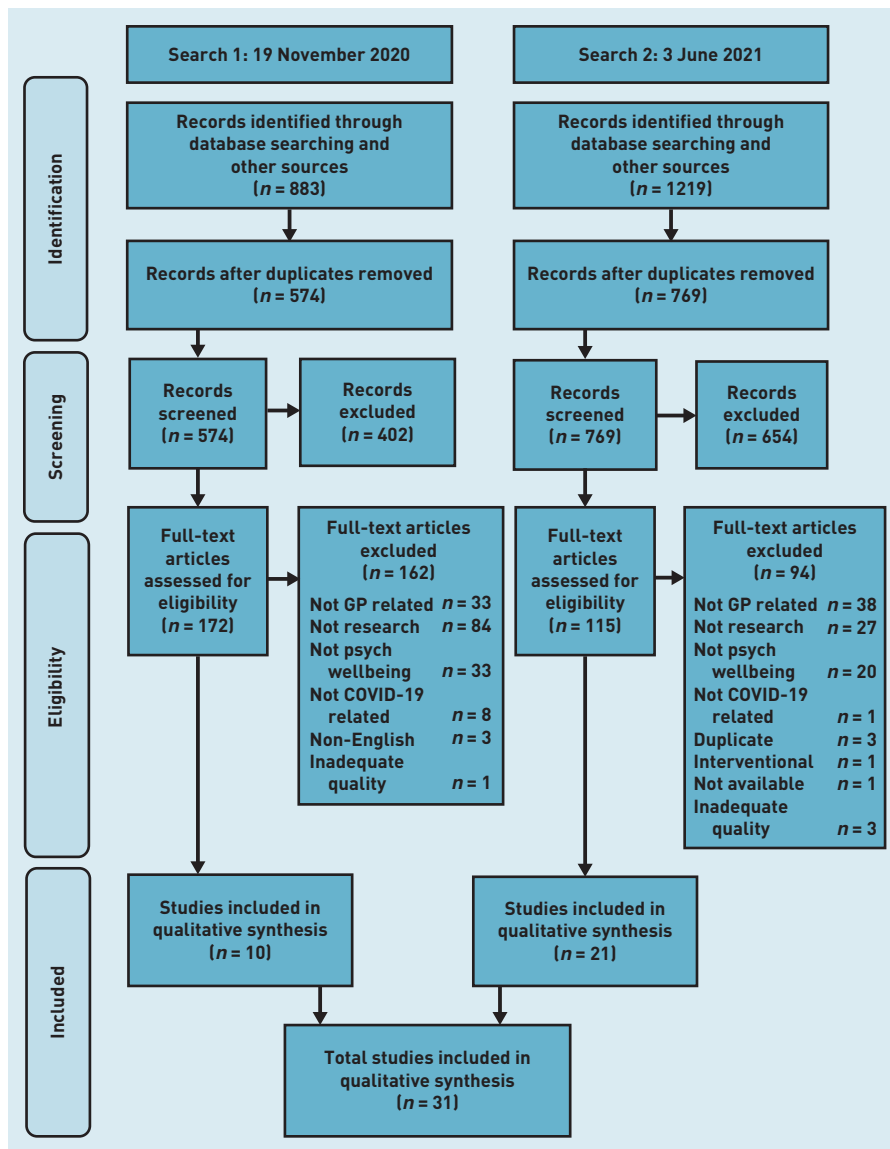 Search 1: 19 November 2020
Search 2: 3 June 2021
Identification
Records identified through
database searching and
other sources
(n = 883)
Records identified through
database searching and
other sources
(n = 1219)
Records after duplicates removed
(n = 574)
Records after duplicates removed
(n = 769)
Screening
Records
screened
(n = 574)
Records
excluded
(n = 402)
Records
screened
(n = 769)
Records
excluded
(n = 654)
Eligibility
Full-text
articles
assessed for
eligibility
(n = 172)
Full-text articles
excluded
(n = 162)
Not GP related n = 33
Not research n = 84
Not psych
wellbeing n = 33
Not COVID-19
related n = 8
Non-English n = 3
Inadequate
quality n = 1
Full-text
articles
assessed for
eligibility
(n = 115)
Full-text articles
excluded
(n = 94)
Not GP related n = 38
Not research n = 27
Not psych
wellbeing n = 20
Not COVID-19
related n = 1
Duplicate n = 3
Interventional n = 1
Not available n = 1
Inadequate
quality n = 3
Included
Studies included in
qualitative synthesis
(n = 10)
Studies included in
qualitative synthesis
(n = 21)
Total studies included in
qualitative synthesis
(n = 31)